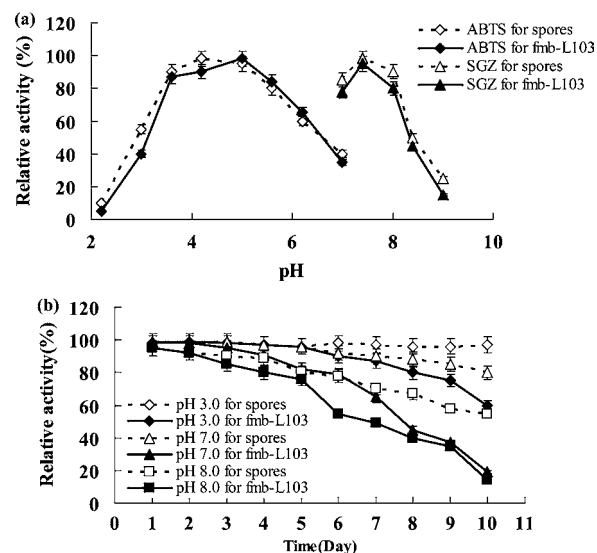 (a)
Relative activity (%)
120
100
80
60
40
20
0
2
4
6
8
10
pH
ABTS for spores
ABTS for fmb-L103
SGZ for spores
SGZ for fmb-L103
(b)
Relative activity(%)
120
100
80
60
40
20
0
pH 3.0 for spores
pH 3.0 for fmb-L103
pH 7.0 for spores
pH 7.0 for fmb-L103
pH 8.0 for spores
pH 8.0 for fmb-L103
0 1 2 3 4 5 6 7 8 9 10 11
Time(Day)